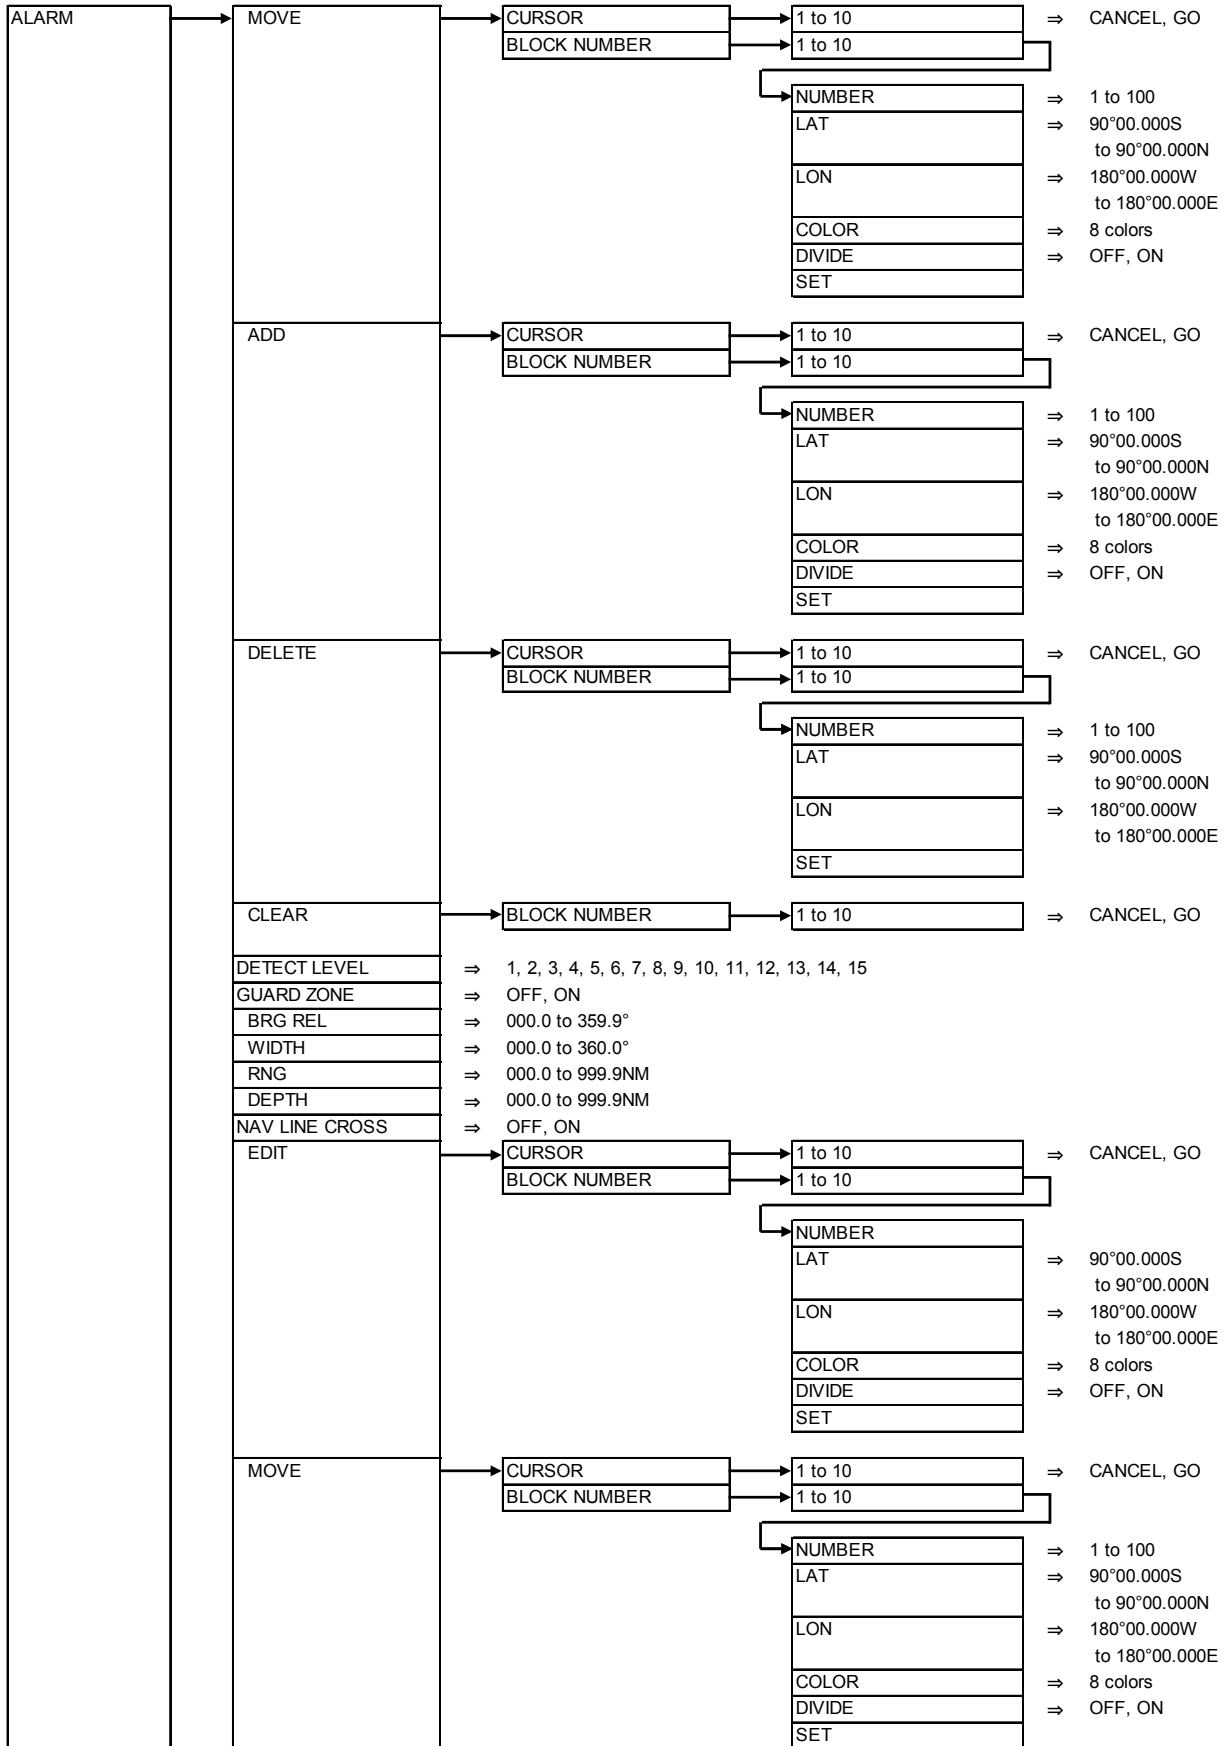 ALARM MOVE CURSOR 1 to 10 ⇒ CANCEL, GO
BLOCK NUMBER 1 to 10
NUMBER ⇒ 1 to 100
LAT ⇒ 90°00.000S
to 90°00.000N
LON ⇒ 180°00.000W
to 180°00.000E
COLOR ⇒ 8 colors
DIVIDE ⇒ OFF, ON
SET
ADD CURSOR 1 to 10 ⇒ CANCEL, GO
BLOCK NUMBER 1 to 10
NUMBER ⇒ 1 to 100
LAT ⇒ 90°00.000S
to 90°00.000N
LON ⇒ 180°00.000W
to 180°00.000E
COLOR ⇒ 8 colors
DIVIDE ⇒ OFF, ON
SET
DELETE CURSOR 1 to 10 ⇒ CANCEL, GO
BLOCK NUMBER 1 to 10
NUMBER ⇒ 1 to 100
LAT ⇒ 90°00.000S
to 90°00.000N
LON ⇒ 180°00.000W
to 180°00.000E
SET
CLEAR BLOCK NUMBER 1 to 10 ⇒ CANCEL, GO
DETECT LEVEL ⇒ 1, 2, 3, 4, 5, 6, 7, 8, 9, 10, 11, 12, 13, 14, 15
GUARD ZONE ⇒ OFF, ON
BRG REL ⇒ 000.0 to 359.9°
WIDTH ⇒ 000.0 to 360.0°
RNG ⇒ 000.0 to 999.9NM
DEPTH ⇒ 000.0 to 999.9NM
NAV LINE CROSS ⇒ OFF, ON
EDIT CURSOR 1 to 10 ⇒ CANCEL, GO
BLOCK NUMBER 1 to 10
NUMBER
LAT ⇒ 90°00.000S
to 90°00.000N
LON ⇒ 180°00.000W
to 180°00.000E
COLOR ⇒ 8 colors
DIVIDE ⇒ OFF, ON
SET
MOVE CURSOR 1 to 10 ⇒ CANCEL, GO
BLOCK NUMBER 1 to 10
NUMBER ⇒ 1 to 100
LAT ⇒ 90°00.000S
to 90°00.000N
LON ⇒ 180°00.000W
to 180°00.000E
COLOR ⇒ 8 colors
DIVIDE ⇒ OFF, ON
SET